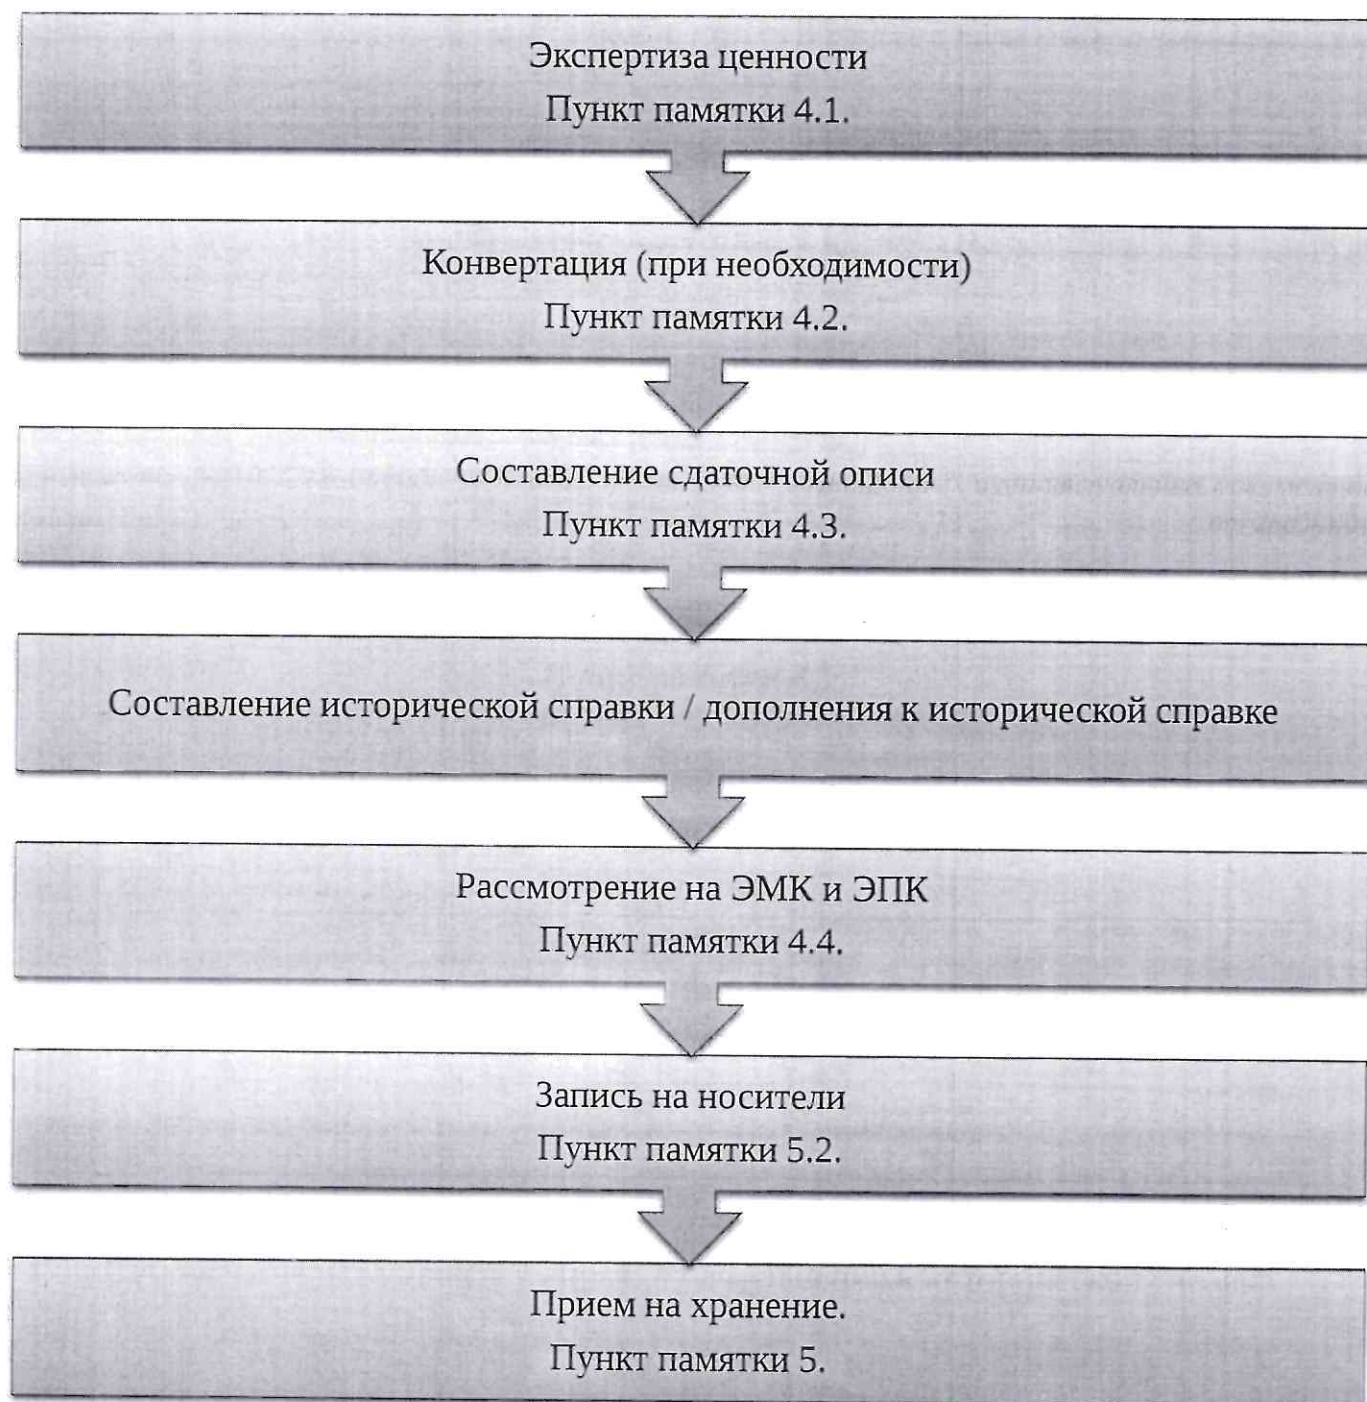 Экспертиза ценности
Пункт памятки 4.1.
Конвертация (при необходимости)
Пункт памятки 4.2.
Составление сдаточной описи
Пункт памятки 4.3.
Составление исторической справки / дополнения к исторической справке
Рассмотрение на ЭМК и ЭПК
Пункт памятки 4.4.
Запись на носители
Пункт памятки 5.2.
Прием на хранение.
Пункт памятки 5.